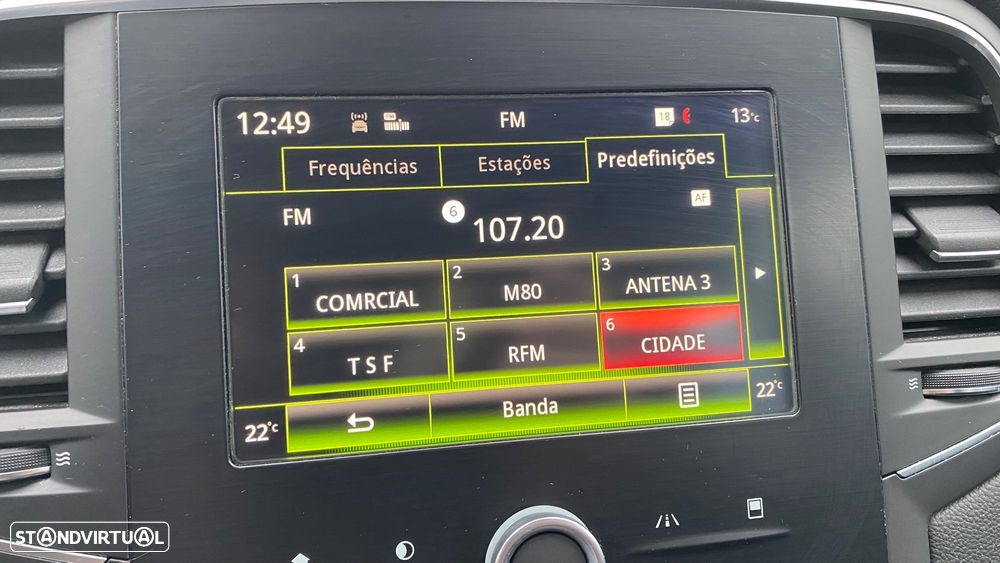 12:49 FM FM 18 13°C
Frequências Estações Predefinições
FM 6 107.20 AF
1 COMRCIAL 2 M80 3 ANTENA 3
4 T S F 5 RFM 6 CIDADE
22°C Banda 22°C
STANDVIRTUAL